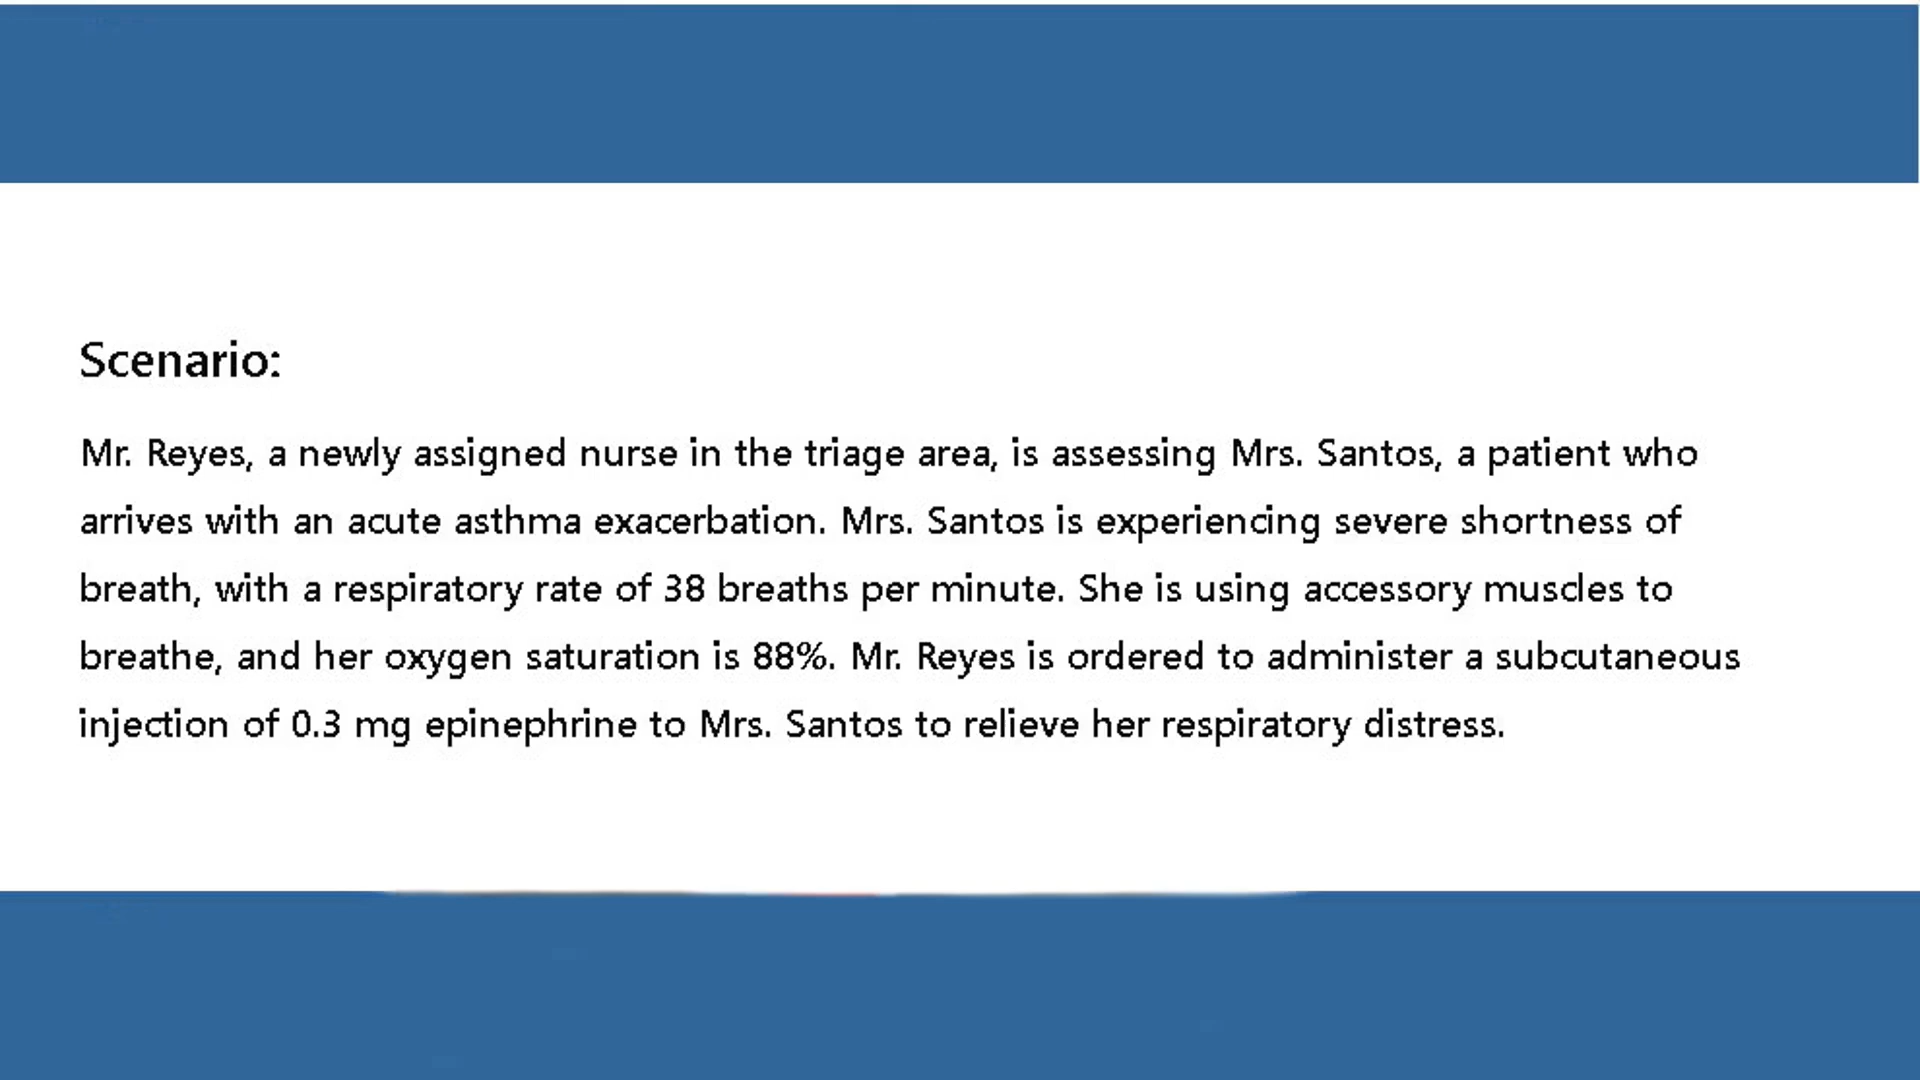 Scenario:
Mr. Reyes, a newly assigned nurse in the triage area, is assessing Mrs. Santos, a patient who
arrives with an acute asthma exacerbation. Mrs. Santos is experiencing severe shortness of
breath, with a respiratory rate of 38 breaths per minute. She is using accessory muscles to
breathe, and her oxygen saturation is 88%. Mr. Reyes is ordered to administer a subcutaneous
injection of 0.3 mg epinephrine to Mrs. Santos to relieve her respiratory distress.